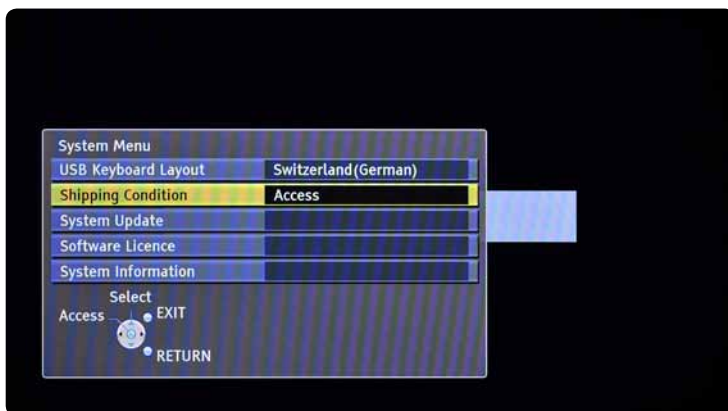 System Menu
USB Keyboard Layout Switzerland(German)
Shipping Condition Access
System Update
Software Licence
System Information
Select
Access EXIT
RETURN